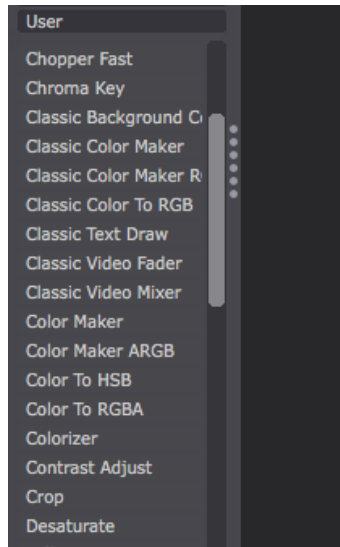 User
Chopper Fast
Chroma Key
Classic Background
Classic Color Maker
Classic Color Maker
Classic Color To RGB
Classic Text Draw
Classic Video Fader
Classic Video Mixer
Color Maker
Color Maker ARGB
Color To HSB
Color To RGBA
Colorizer
Contrast Adjust
Crop
Desaturate